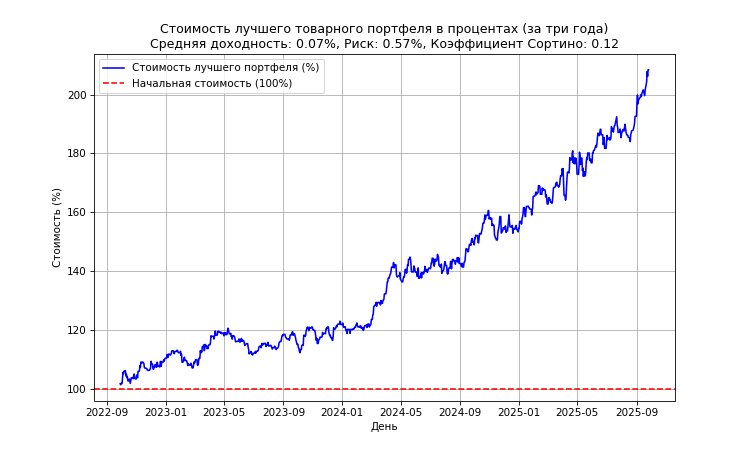 Стоимость лучшего товарного портфеля в процентах (за три года)
Средняя доходность: 0.07%, Риск: 0.57%, Коэффициент Сортино: 0.12
Стоимость лучшего портфеля (%)
Начальная стоимость (100%)
Стоимость (%)
200
180
160
140
120
100
2022-09 2023-01 2023-05 2023-09 2024-01 2024-05 2024-09 2025-01 2025-05 2025-09
День